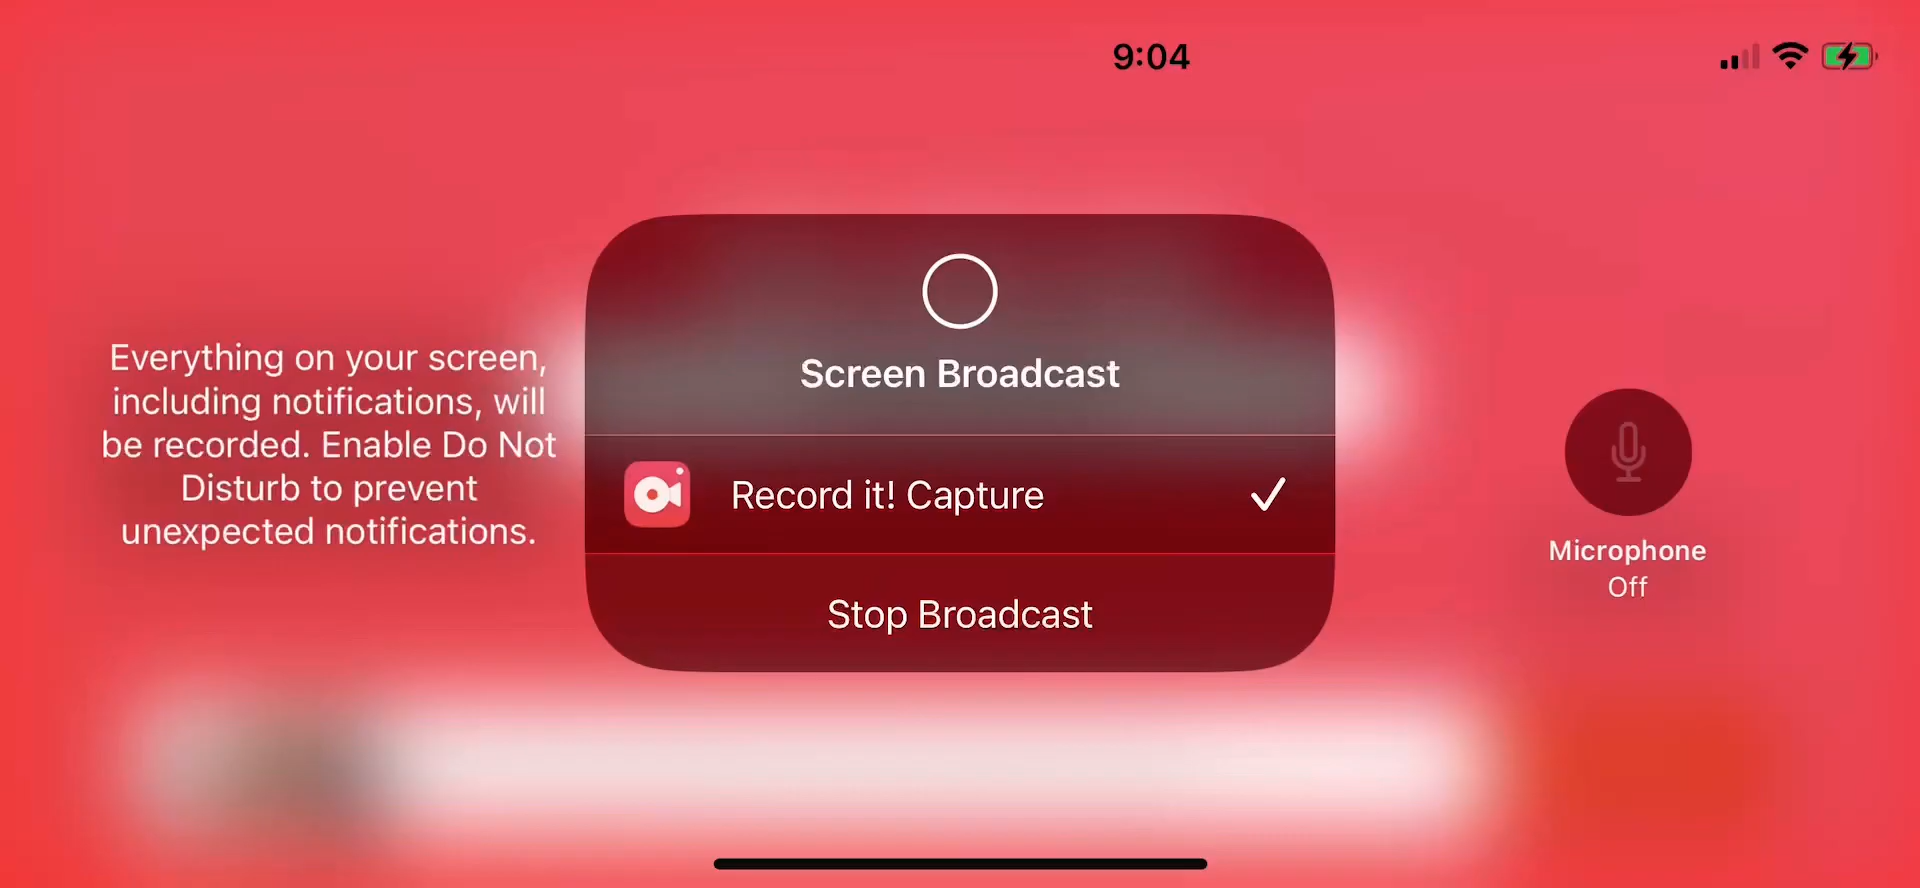 9:04
Everything on your screen,
including notifications, will
be recorded. Enable Do Not
Disturb to prevent
unexpected notifications.
Screen Broadcast
Record it! Capture
Stop Broadcast
Microphone
Off